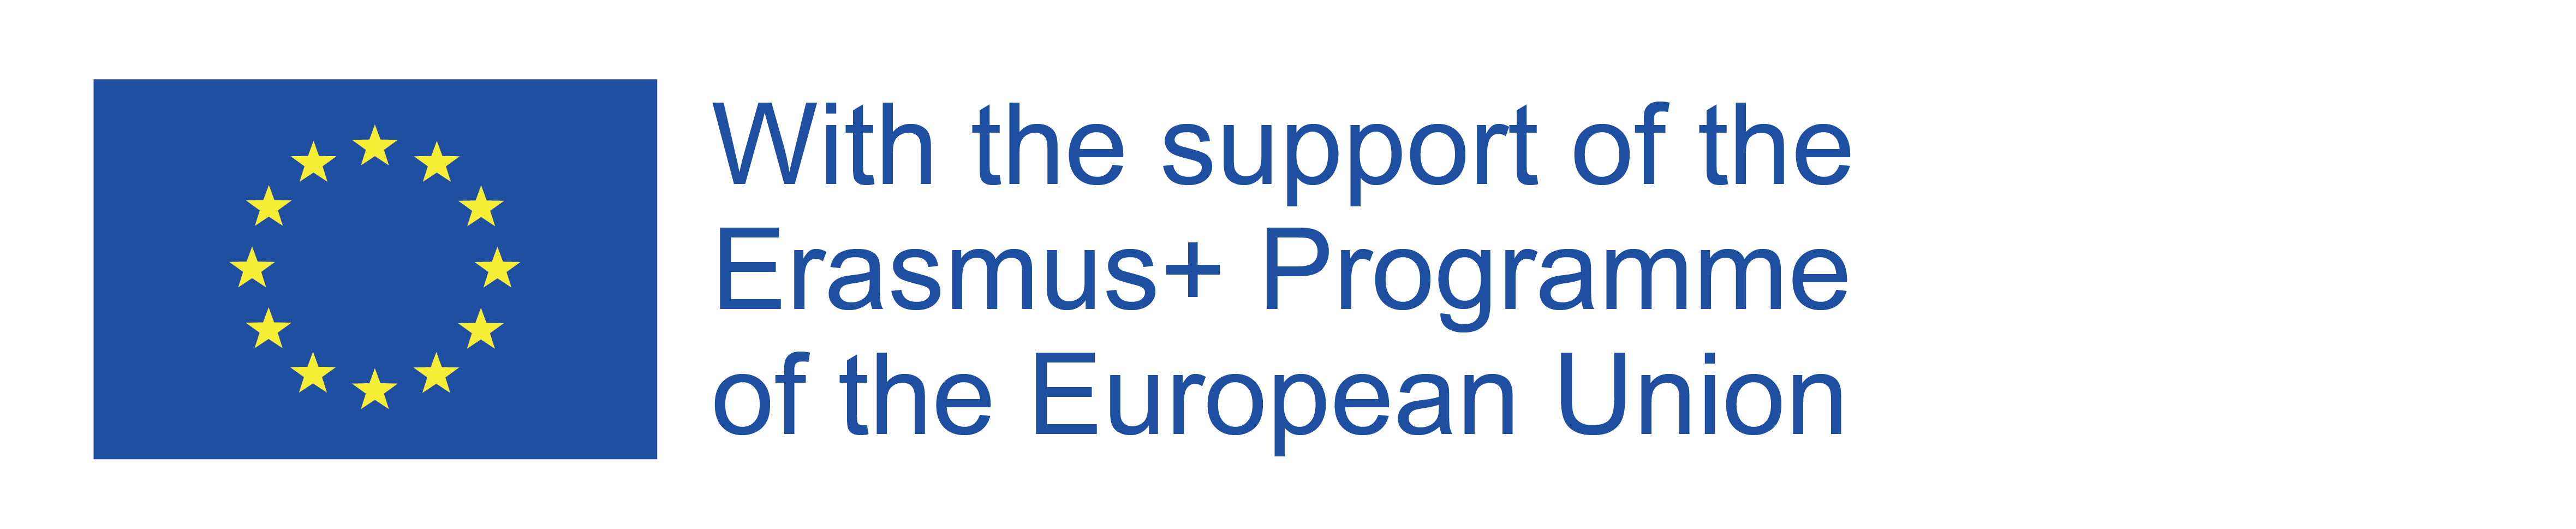 With the support of the
Erasmus+ Programme
of the European Union